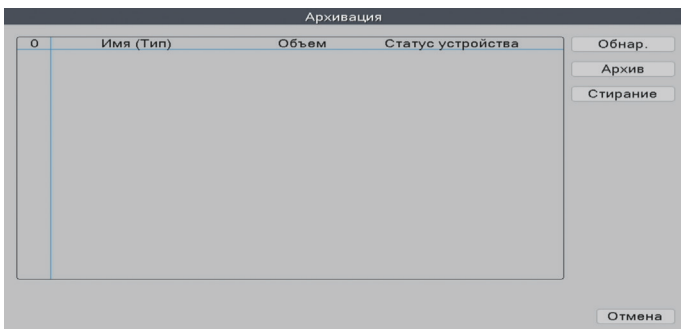 Архивация
0 Имя (Тип) Объем Статус устройства
Обнар.
Архив
Стирание
Отмена